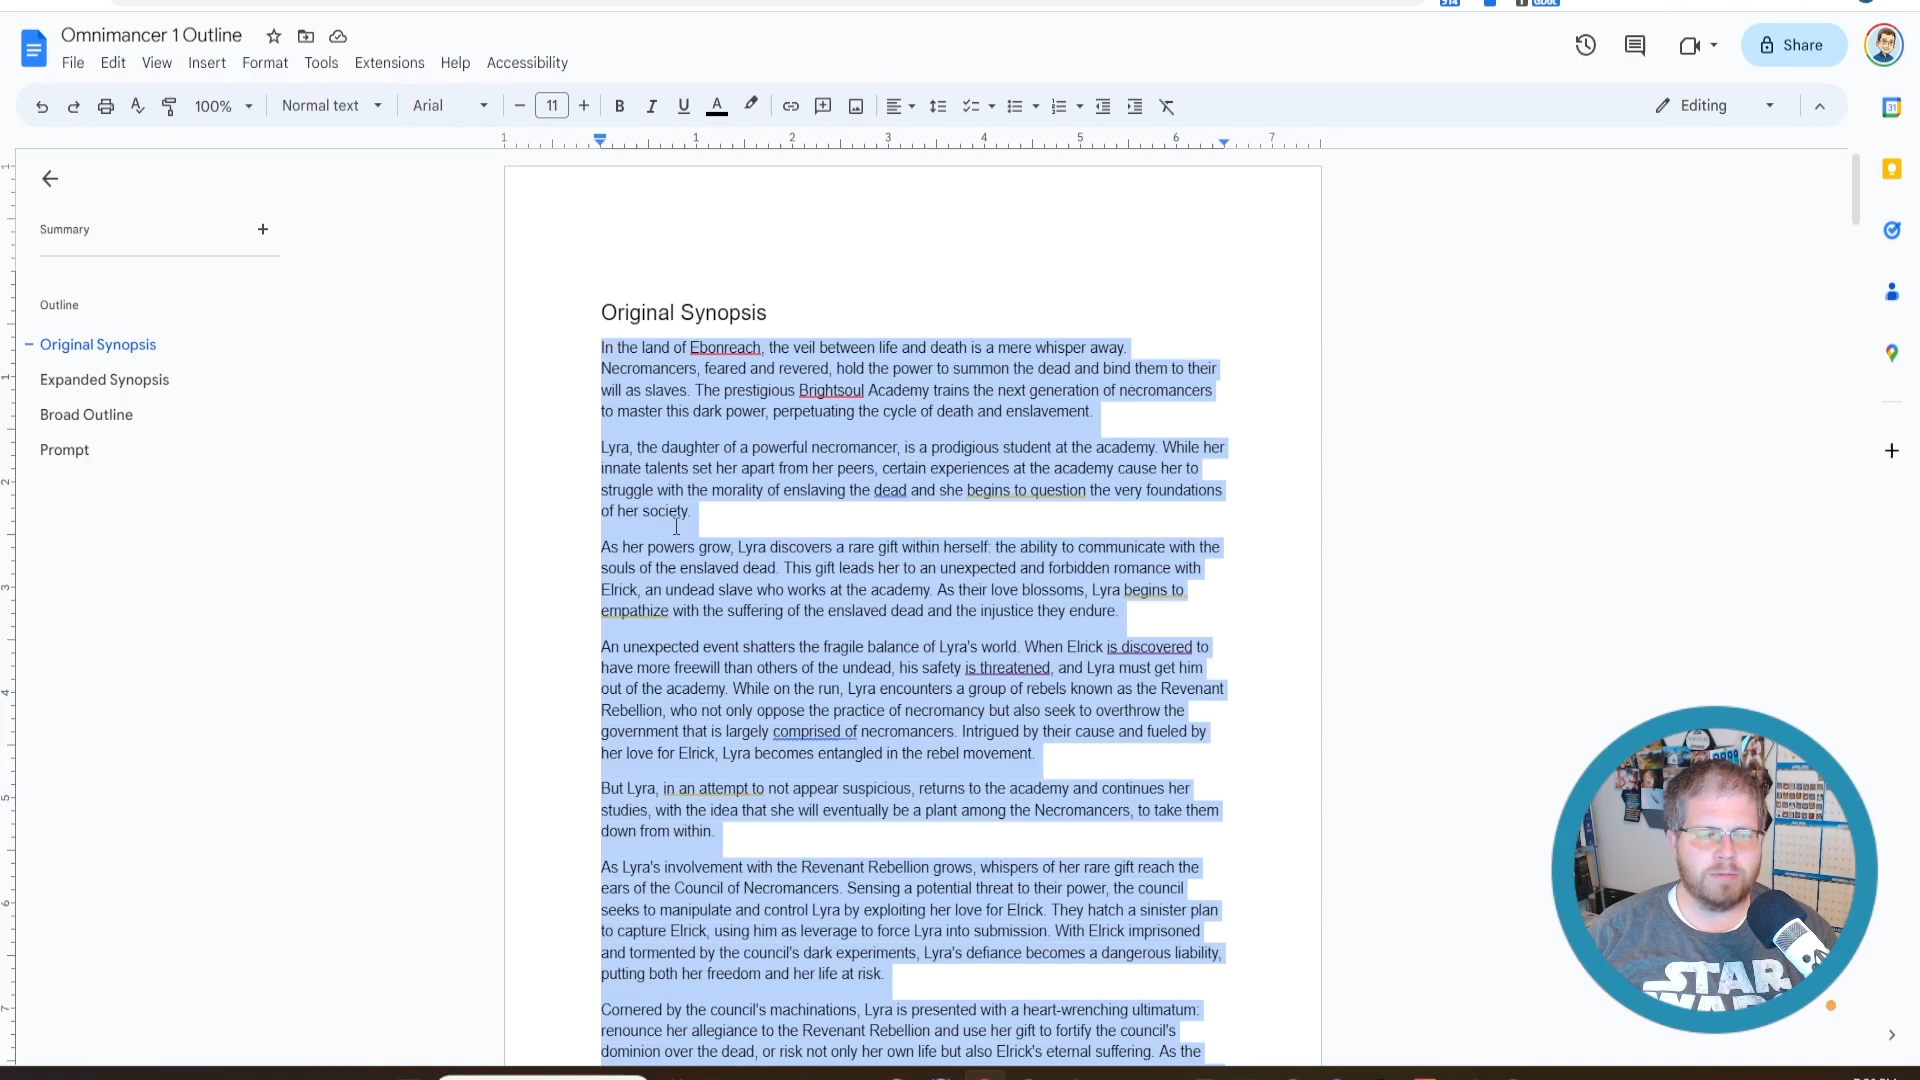 Omnimancer 1 Outline
File Edit View Insert Format Tools Extensions Help Accessibility
Share
100% Normal text Arial 11 B I U A
Editing
31
1 1 2 3 4 5 6 7
Summary
Outline
Original Synopsis
Expanded Synopsis
Broad Outline
Prompt
1
1
2
3
4
5
6
7
Original Synopsis
In the land of Ebonreach, the veil between life and death is a mere whisper away.
Necromancers, feared and revered, hold the power to summon the dead and bind them to their
will as slaves. The prestigious Brightsoul Academy trains the next generation of necromancers
to master this dark power, perpetuating the cycle of death and enslavement.
Lyra, the daughter of a powerful necromancer, is a prodigious student at the academy. While her
innate talents set her apart from her peers, certain experiences at the academy cause her to
struggle with the morality of enslaving the dead and she begins to question the very foundations
of her society.
As her powers grow, Lyra discovers a rare gift within herself: the ability to communicate with the
souls of the enslaved dead. This gift leads her to an unexpected and forbidden romance with
Elrick, an undead slave who works at the academy. As their love blossoms, Lyra begins to
empathize with the suffering of the enslaved dead and the injustice they endure.
An unexpected event shatters the fragile balance of Lyra's world. When Elrick is discovered to
have more freewill than others of the undead, his safety is threatened, and Lyra must get him
out of the academy. While on the run, Lyra encounters a group of rebels known as the Revenant
Rebellion, who not only oppose the practice of necromancy but also seek to overthrow the
government that is largely comprised of necromancers. Intrigued by their cause and fueled by
her love for Elrick, Lyra becomes entangled in the rebel movement.
But Lyra, in an attempt to not appear suspicious, returns to the academy and continues her
studies, with the idea that she will eventually be a plant among the Necromancers, to take them
down from within.
As Lyra's involvement with the Revenant Rebellion grows, whispers of her rare gift reach the
ears of the Council of Necromancers. Sensing a potential threat to their power, the council
seeks to manipulate and control Lyra by exploiting her love for Elrick. They hatch a sinister plan
to capture Elrick, using him as leverage to force Lyra into submission. With Elrick imprisoned
and tormented by the council's dark experiments, Lyra's defiance becomes a dangerous liability,
putting both her freedom and her life at risk.
Cornered by the council's machinations, Lyra is presented with a heart-wrenching ultimatum:
renounce her allegiance to the Revenant Rebellion and use her gift to fortify the council's
dominion over the dead, or risk not only her own life but also Elrick's eternal suffering. As the
STAR